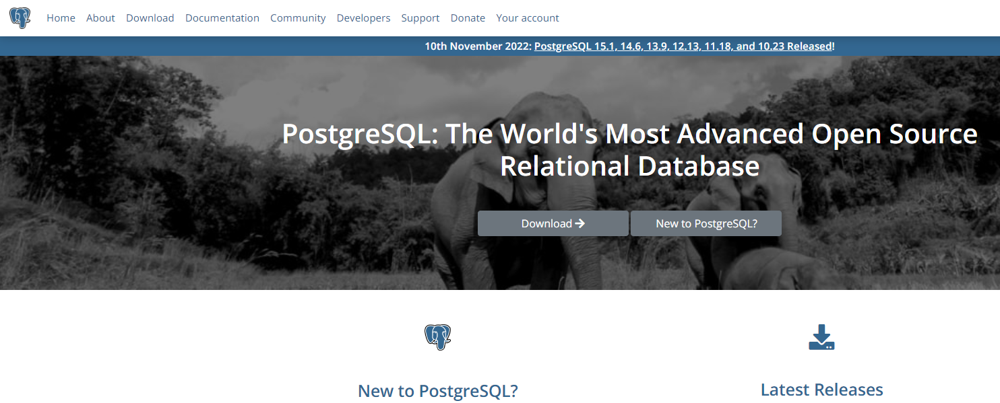 Home About Download Documentation Community Developers Support Donate Your account
10th November 2022: PostgreSQL 15.1, 14.6, 13.9, 12.13, 11.18, and 10.23 Released!
PostgreSQL: The World's Most Advanced Open Source
Relational Database
Download New to PostgreSQL?
New to PostgreSQL? Latest Releases